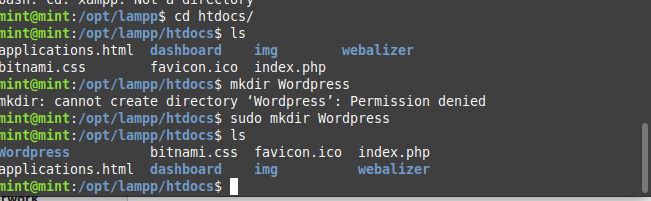 bash: cd: xampp: Not a directory
mint@mint:/opt/lampp$ cd htdocs/
mint@mint:/opt/lampp/htdocs$ ls
applications.html  dashboard    img        webalizer
bitnami.css        favicon.ico  index.php
mint@mint:/opt/lampp/htdocs$ mkdir Wordpress
mkdir: cannot create directory ‘Wordpress’: Permission denied
mint@mint:/opt/lampp/htdocs$ sudo mkdir Wordpress
mint@mint:/opt/lampp/htdocs$ ls
Wordpress          bitnami.css  favicon.ico  index.php
applications.html  dashboard    img          webalizer
mint@mint:/opt/lampp/htdocs$